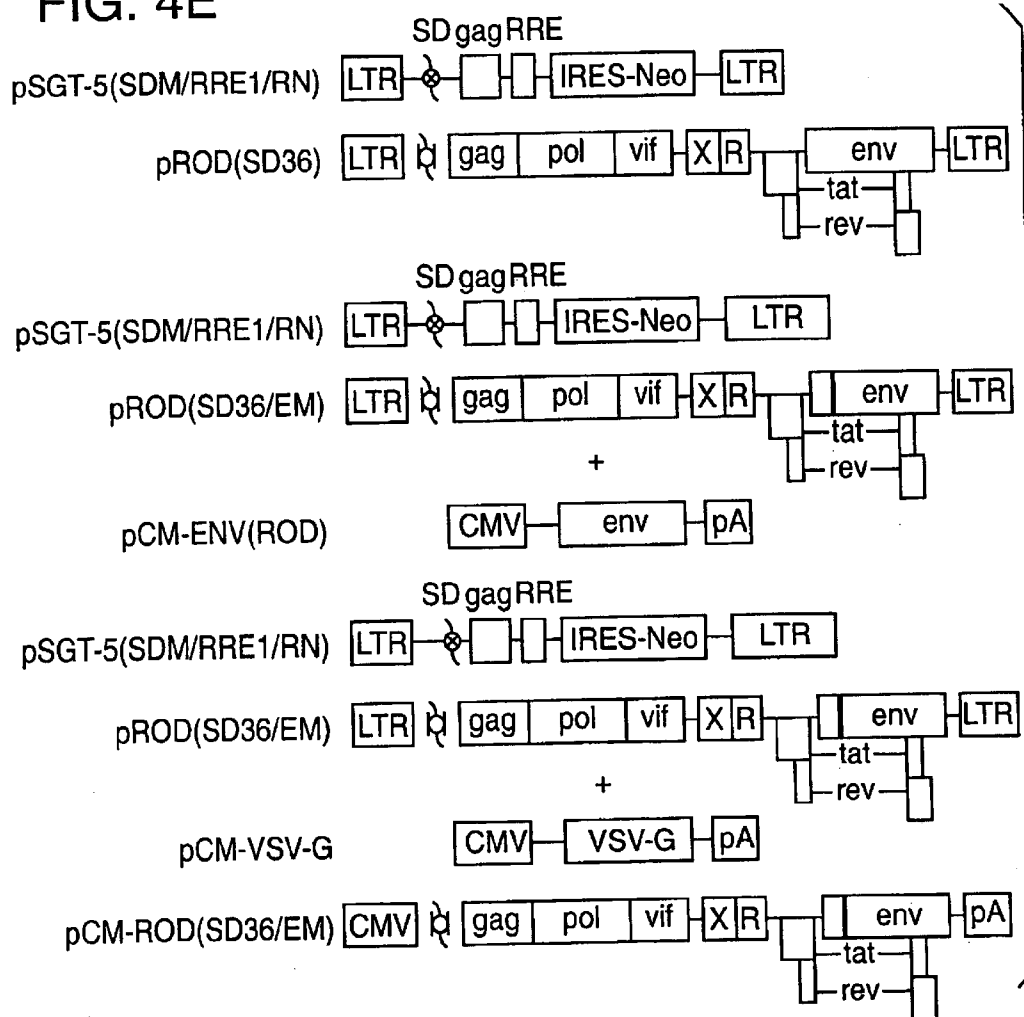 FIG. 4E
SD gag RRE
pSGT-5(SDM/RRE1/RN) LTR IRES-Neo LTR
pROD(SD36) LTR gag pol vif X R env LTR
tat
rev
SD gag RRE
pSGT-5(SDM/RRE1/RN) LTR IRES-Neo LTR
pROD(SD36/EM) LTR gag pol vif X R env LTR
tat
+ rev
pCM-ENV(ROD) CMV env pA
SD gag RRE
pSGT-5(SDM/RRE1/RN) LTR IRES-Neo LTR
pROD(SD36/EM) LTR gag pol vif X R env LTR
tat
+ rev
pCM-VSV-G CMV VSV-G pA
pCM-ROD(SD36/EM) CMV gag pol vif X R env pA
tat
rev